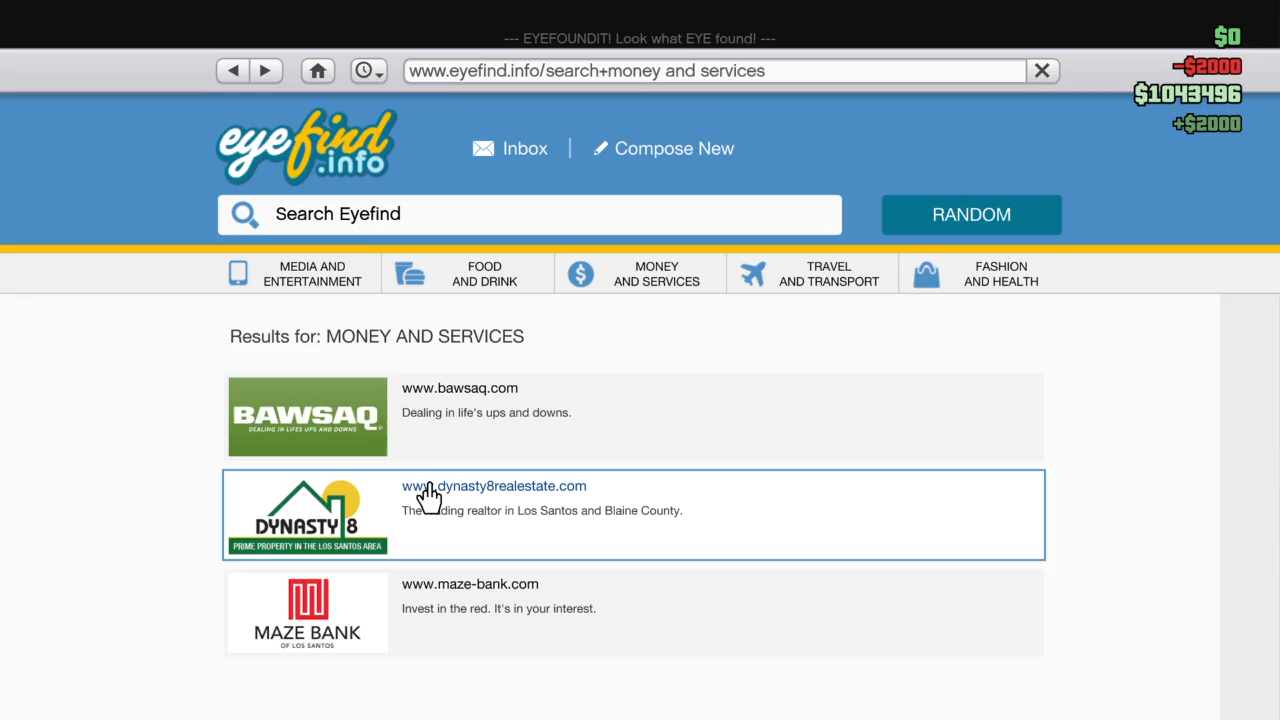 --- EYEFOUNDIT! Look what EYE found! ---
$0
-$2000
$1043496
+$2000
www.eyefind.info/search+money and services
eyefind
.info
Inbox
Compose New
Search Eyefind
RANDOM
MEDIA AND
ENTERTAINMENT
FOOD
AND DRINK
MONEY
AND SERVICES
TRAVEL
AND TRANSPORT
FASHION
AND HEALTH
Results for: MONEY AND SERVICES
BAWSAQ
DEALING IN LIFES UPS AND DOWNS
www.bawsaq.com
Dealing in life's ups and downs.
DYNASTY 8
PRIME PROPERTY IN THE LOS SANTOS AREA
www.dynasty8realestate.com
The leading realtor in Los Santos and Blaine County.
MAZE BANK
OF LOS SANTOS
www.maze-bank.com
Invest in the red. It's in your interest.